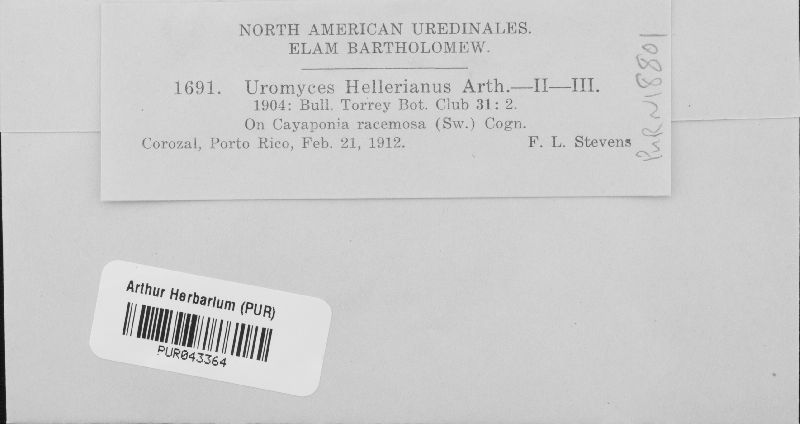 NORTH AMERICAN UREDINALES.
ELAM BARTHOLOMEW.
1691. Uromyces Hellerianus Arth.—II—III.
1904: Bull. Torrey Bot. Club 31: 2.
On Cayaponia racemosa (Sw.) Cogn.
Corozal, Porto Rico, Feb. 21, 1912. F. L. Stevens
PUR N18801
Arthur Herbarium (PUR)
PUR043364